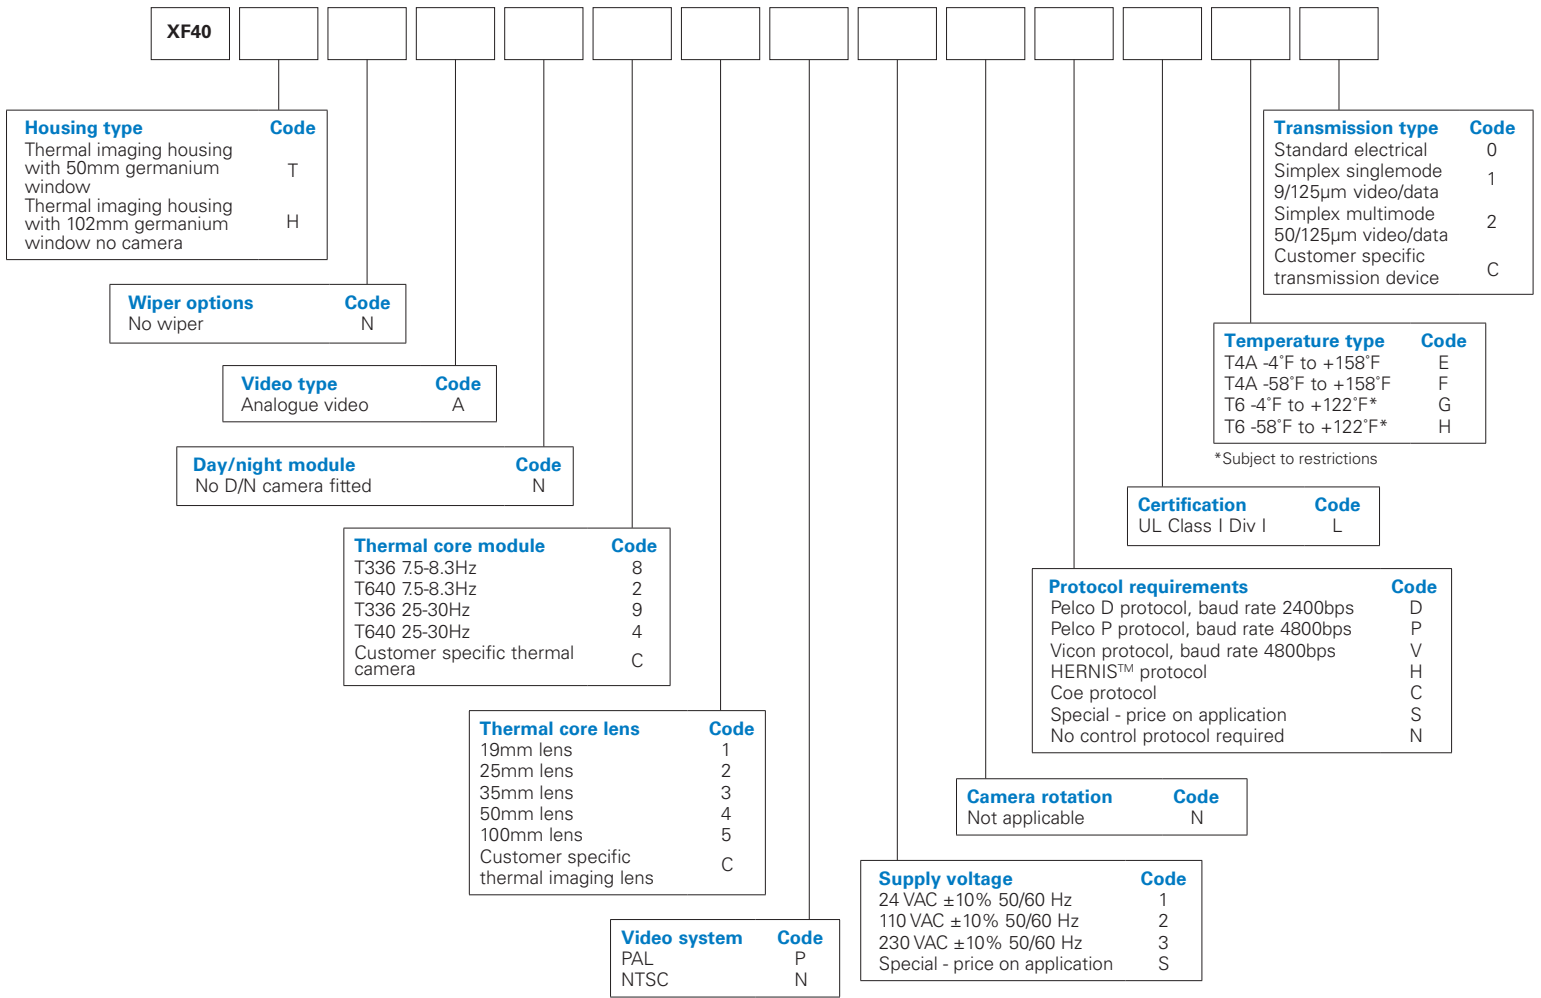 XF40
Housing type Code
Thermal imaging housing
with 50mm germanium
window T
Thermal imaging housing
with 102mm germanium
window no camera H
Wiper options Code
No wiper N
Video type Code
Analogue video A
Day/night module Code
No D/N camera fitted N
Thermal core module Code
T336 7.5-8.3Hz 8
T640 7.5-8.3Hz 2
T336 25-30Hz 9
T640 25-30Hz 4
Customer specific thermal
camera C
Thermal core lens Code
19mm lens 1
25mm lens 2
35mm lens 3
50mm lens 4
100mm lens 5
Customer specific
thermal imaging lens C
Video system Code
PAL P
NTSC N
Supply voltage Code
24 VAC ±10% 50/60 Hz 1
110 VAC ±10% 50/60 Hz 2
230 VAC ±10% 50/60 Hz 3
Special - price on application S
Camera rotation Code
Not applicable N
Protocol requirements Code
Pelco D protocol, baud rate 2400bps D
Pelco P protocol, baud rate 4800bps P
Vicon protocol, baud rate 4800bps V
HERNIS™ protocol H
Coe protocol C
Special - price on application S
No control protocol required N
Certification Code
UL Class I Div I L
Temperature type Code
T4A -4˚F to +158˚F E
T4A -58˚F to +158˚F F
T6 -4˚F to +122˚F* G
T6 -58˚F to +122˚F* H
*Subject to restrictions
Transmission type Code
Standard electrical 0
Simplex singlemode
9/125µm video/data 1
Simplex multimode
50/125µm video/data 2
Customer specific
transmission device C